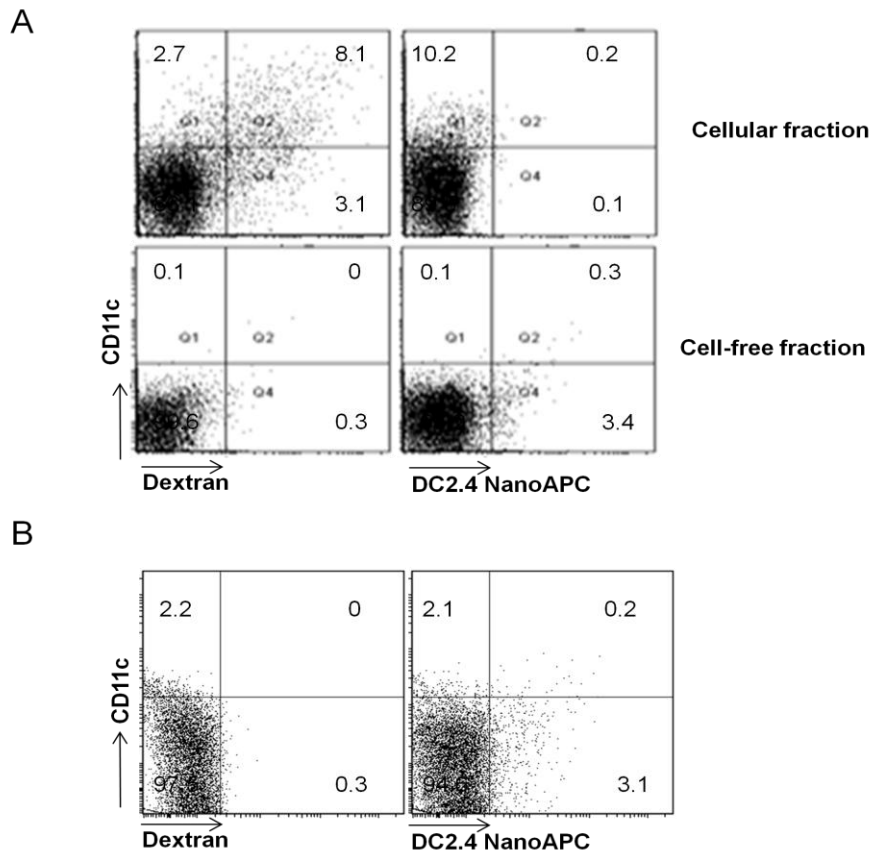 A
2.7 8.1 10.2 0.2
Q1 Q2 Q1 Q2
Cellular fraction
Q4 Q4
3.1 0.1
0.1 0 0.1 0.3
CD11c
Q1 Q2 Q1 Q2
Cell-free fraction
Q4 Q4
0.3 3.4
Dextran DC2.4 NanoAPC
B
2.2 0 2.1 0.2
CD11c
0.3 3.1
Dextran DC2.4 NanoAPC